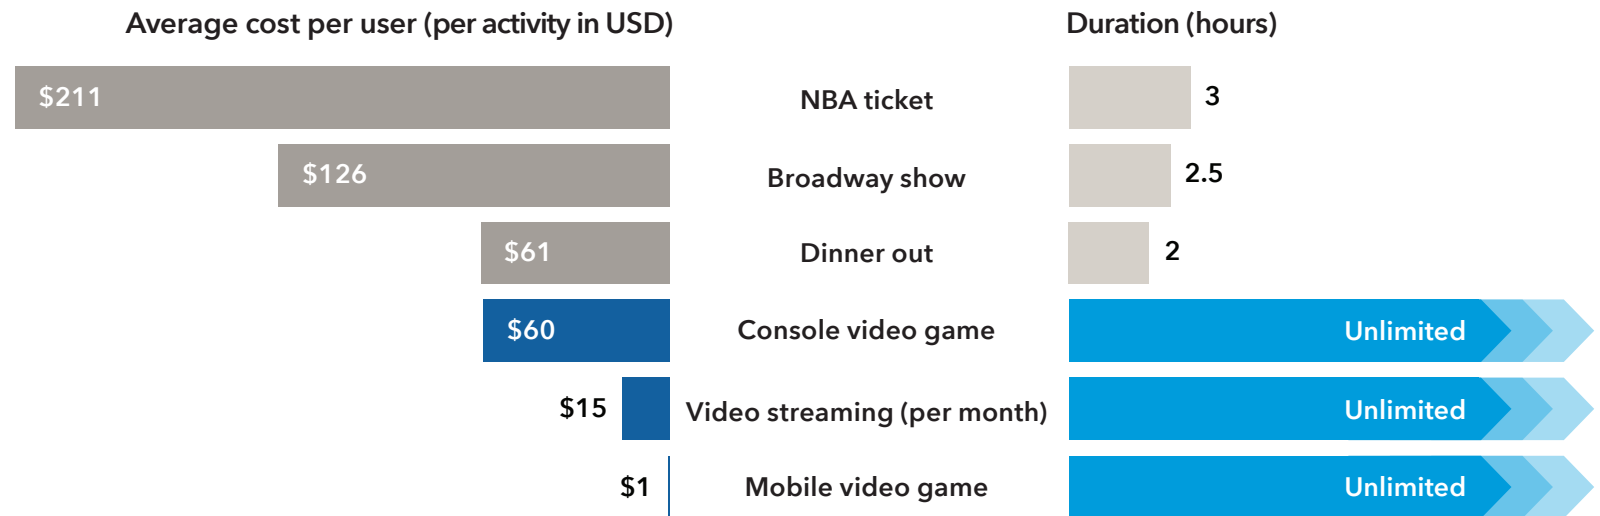 Average cost per user (per activity in USD)
Duration (hours)
$211
NBA ticket
3
$126
Broadway show
2.5
$61
Dinner out
2
$60
Console video game
Unlimited
$15
Video streaming (per month)
Unlimited
$1
Mobile video game
Unlimited